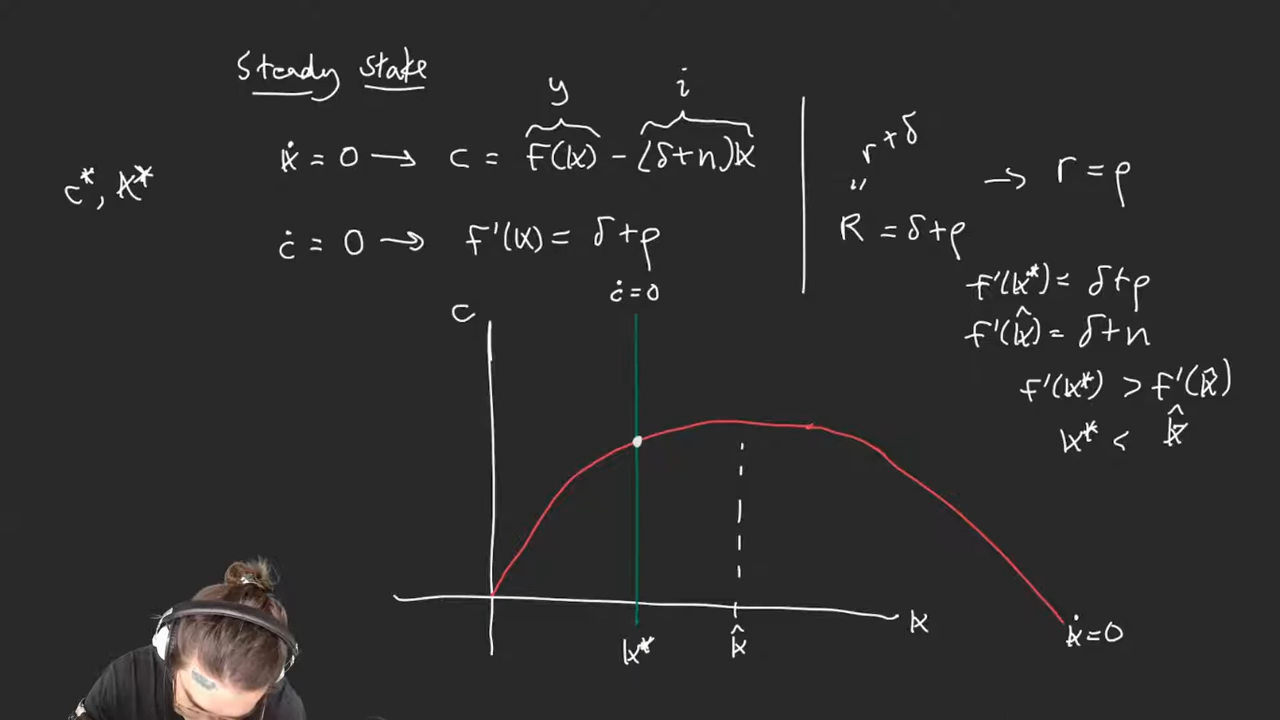 Steady State
y
i
k̇ = 0 → c = f(k) - (δ+n)k
c*, k*
ċ = 0 → f'(k) = δ+ρ
r+δ
"
R = δ+ρ
→ r = ρ
f'(k*) = δ+ρ
f'(k̂) = δ+n
f'(k*) > f'(k̂)
k* < k̂
ċ = 0
c
k
k̇ = 0
k*
k̂